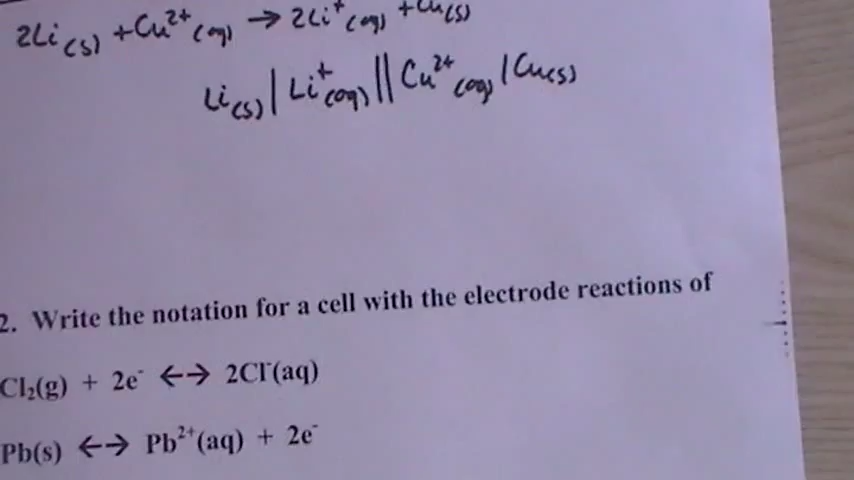 2Li(s) + Cu²⁺(aq) → 2Li⁺(aq) + Cu(s)
Li(s) | Li⁺(aq) || Cu²⁺(aq) | Cu(s)
2. Write the notation for a cell with the electrode reactions of
Cl₂(g) + 2e⁻ ↔ 2Cl⁻(aq)
Pb(s) ↔ Pb²⁺(aq) + 2e⁻